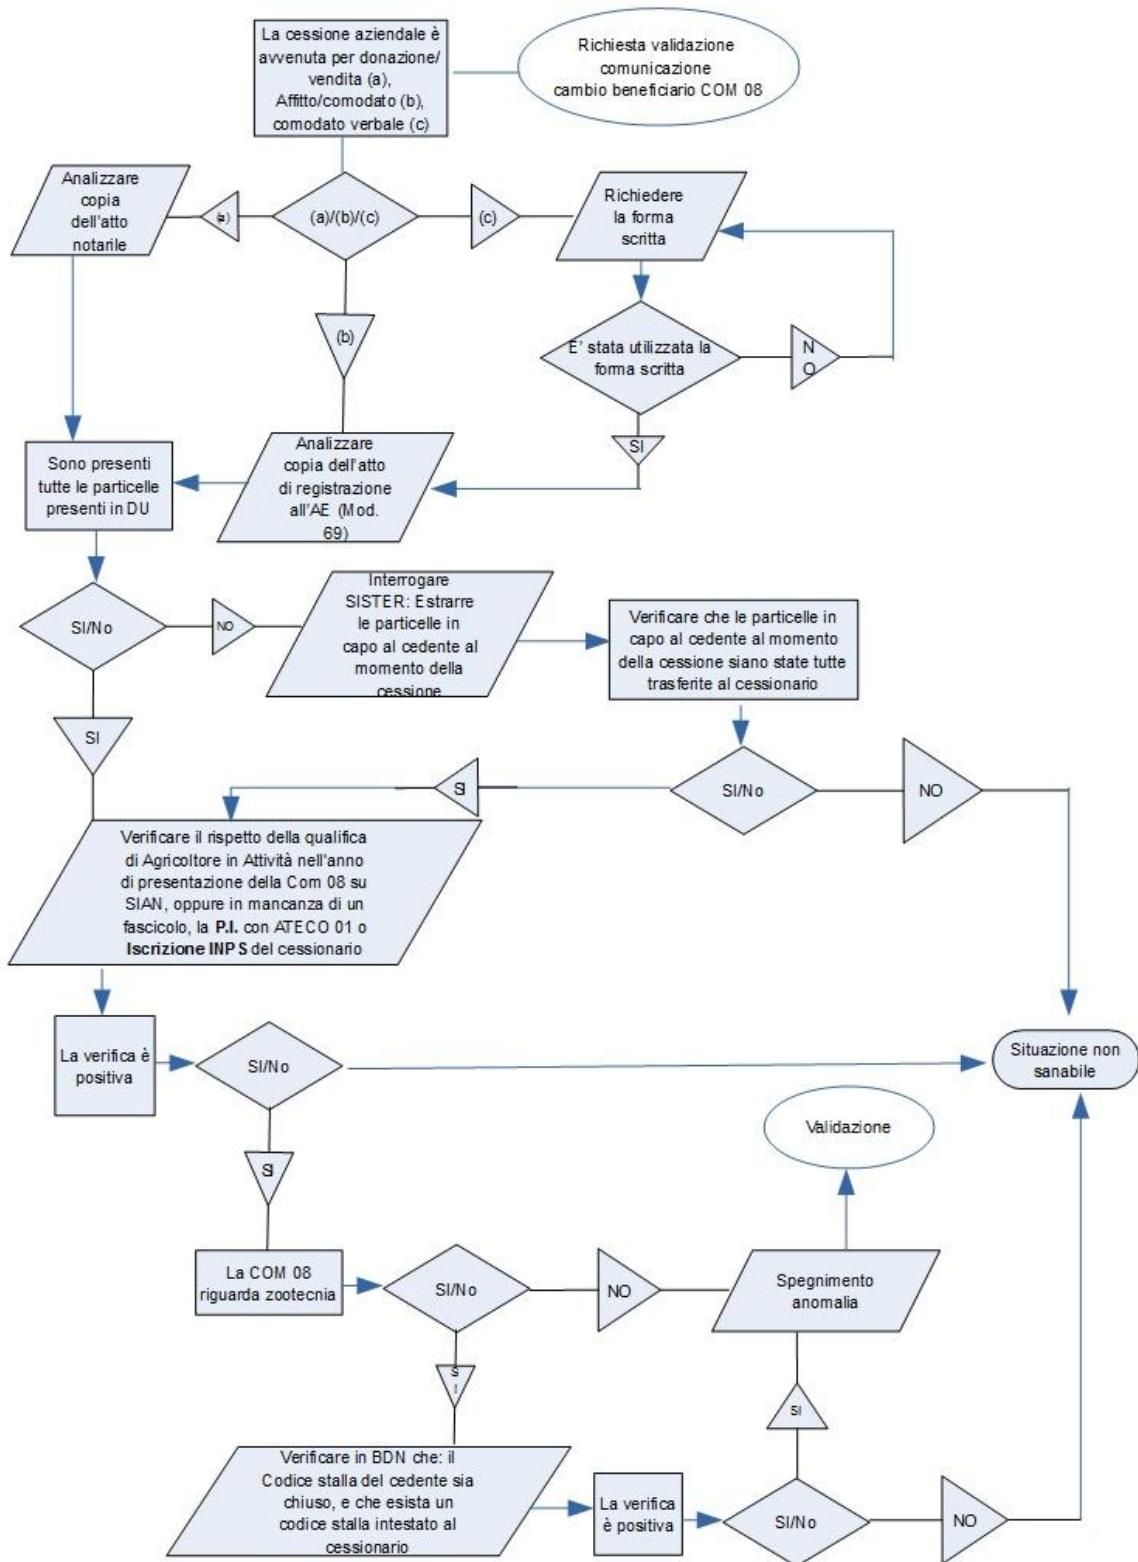 La cessione aziendale è
avvenuta per donazione/
vendita (a),
Affitto/comodato (b),
comodato verbale (c)
Richiesta validazione
comunicazione
cambio beneficiario COM 08
Analizzare
copia
dell'atto
notarile
(a)
(a)/(b)/(c)
(c)
Richiedere
la forma
scritta
(b)
E' stata utilizzata la
forma scritta
N
O
SI
Sono presenti
tutte le particelle
presenti in DU
Analizzare
copia dell'atto
di registrazione
all'AE (Mod.
69)
SI/No
NO
Interrogare
SISTER: Estrarre
le particelle in
capo al cedente al
momento della
cessione
Verificare che le particelle in
capo al cedente al momento
della cessione siano state tutte
trasferite al cessionario
SI
SI
SI/No
NO
Verificare il rispetto della qualifica
di Agricoltore in Attività nell'anno
di presentazione della Com 08 su
SIAN, oppure in mancanza di un
fascicolo, la P.I. con ATECO 01 o
Iscrizione INPS del cessionario
La verifica è
positiva
SI/No
Situazione non
sanabile
Validazione
SI
La COM 08
riguarda zootecnia
SI/No
NO
Spegnimento
anomalia
S
I
SI
Verificare in BDN che: il
Codice stalla del cedente sia
chiuso, e che esista un
codice stalla intestato al
cessionario
La verifica
è positiva
SI/No
NO